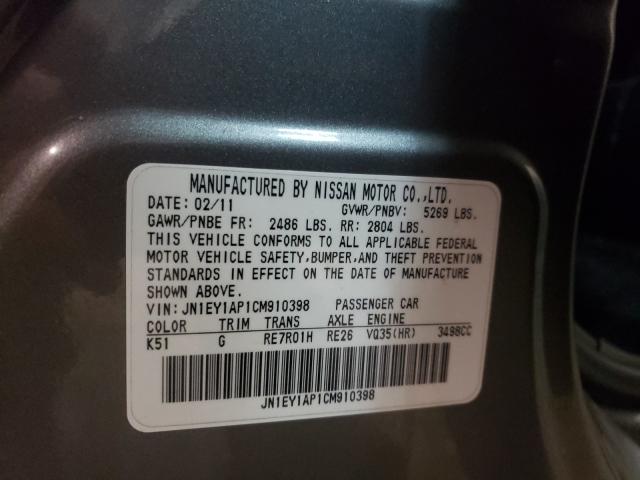 MANUFACTURED BY NISSAN MOTOR CO.,LTD.
DATE: 02/11 GVWR/PNBV: 5269 LBS.
GAWR/PNBE FR: 2486 LBS. RR: 2804 LBS.
THIS VEHICLE CONFORMS TO ALL APPLICABLE FEDERAL
MOTOR VEHICLE SAFETY,BUMPER,AND THEFT PREVENTION
STANDARDS IN EFFECT ON THE DATE OF MANUFACTURE
SHOWN ABOVE.
VIN: JN1EY1AP1CM910398 PASSENGER CAR
COLOR TRIM TRANS AXLE ENGINE
K51 G RE7R01H RE26 VQ35(HR) 3498CC
JN1EY1AP1CM910398